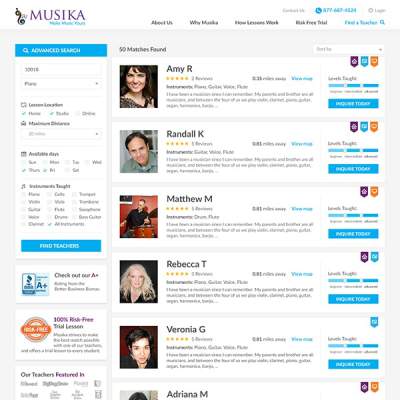 MUSIKA
Make Music Yours
Contact Us
877-687-4524
Login
About Us
Why Musika
How Lessons Work
Risk Free Trial
Find a Teacher
ADVANCED SEARCH
10018
Piano
Lesson Location
Home
Studio
Online
Maximum Distance
20 miles
Available days
Sun
Mon
Tue
Wed
Thurs
Fri
Sat
Instruments Taught
Piano
Cello
Trumpet
Violin
Viola
Trombone
Guitar
Flute
Saxophone
Voice
Drums
Bass Guitar
Clarinet
All Instruments
FIND TEACHERS
Check out our A+
Rating from the
Better Business Bureau.
BBB
A+
100% Risk-Free
Trial Lesson
RISK-FREE
Musika strives to make
the best match possible
with one of our teachers,
and offers a trial lesson to every student.
Our Teachers Featured In
50 Matches Found
Sort by
Amy R
5 Reviews
0.35 miles away
View map
Instruments: Piano, Guitar, Voice, Flute
I have been a musician since I can remember. My parents and brother are all
musicians, and between the four of us we play violin, clarinet, piano, guitar,
organ, harmonica, banjo, ...
Levels Taught:
INQUIRE TODAY
Randall K
5 Reviews
0.61 miles away
View map
Instruments: Piano, Guitar, Voice, Flute
I have been a musician since I can remember. My parents and brother are all
musicians, and between the four of us we play violin, clarinet, piano, guitar,
organ, harmonica, banjo, ...
Levels Taught:
INQUIRE TODAY
Matthew M
5 Reviews
0.61 miles away
View map
Instruments: Piano, Guitar, Voice, Flute
I have been a musician since I can remember. My parents and brother are all
musicians, and between the four of us we play violin, clarinet, piano, guitar,
organ, harmonica, banjo, ...
Levels Taught:
INQUIRE TODAY
Rebecca T
5 Reviews
0.61 miles away
View map
Instruments: Piano, Guitar, Voice, Flute
I have been a musician since I can remember. My parents and brother are all
musicians, and between the four of us we play violin, clarinet, piano, guitar,
organ, harmonica, banjo, ...
Levels Taught:
INQUIRE TODAY
Veronia G
5 Reviews
0.61 miles away
View map
Instruments: Piano, Guitar, Voice, Flute
I have been a musician since I can remember. My parents and brother are all
musicians, and between the four of us we play violin, clarinet, piano, guitar,
organ, harmonica, banjo, ...
Levels Taught:
INQUIRE TODAY
Adriana M